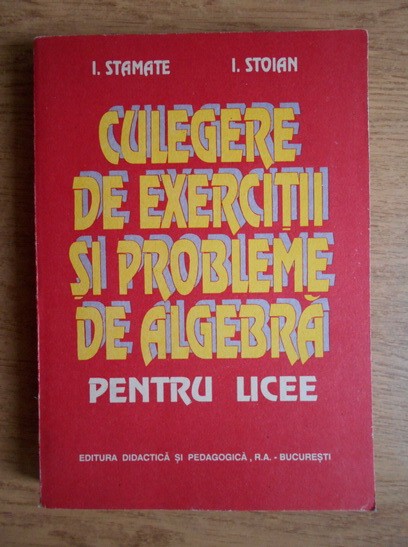 I. STAMATE I. STOIAN
CULEGERE
DE EXERCIȚII
ȘI PROBLEME
DE ALGEBRĂ
PENTRU LICEE
EDITURA DIDACTICĂ ȘI PEDAGOGICĂ, R.A. - BUCUREȘTI